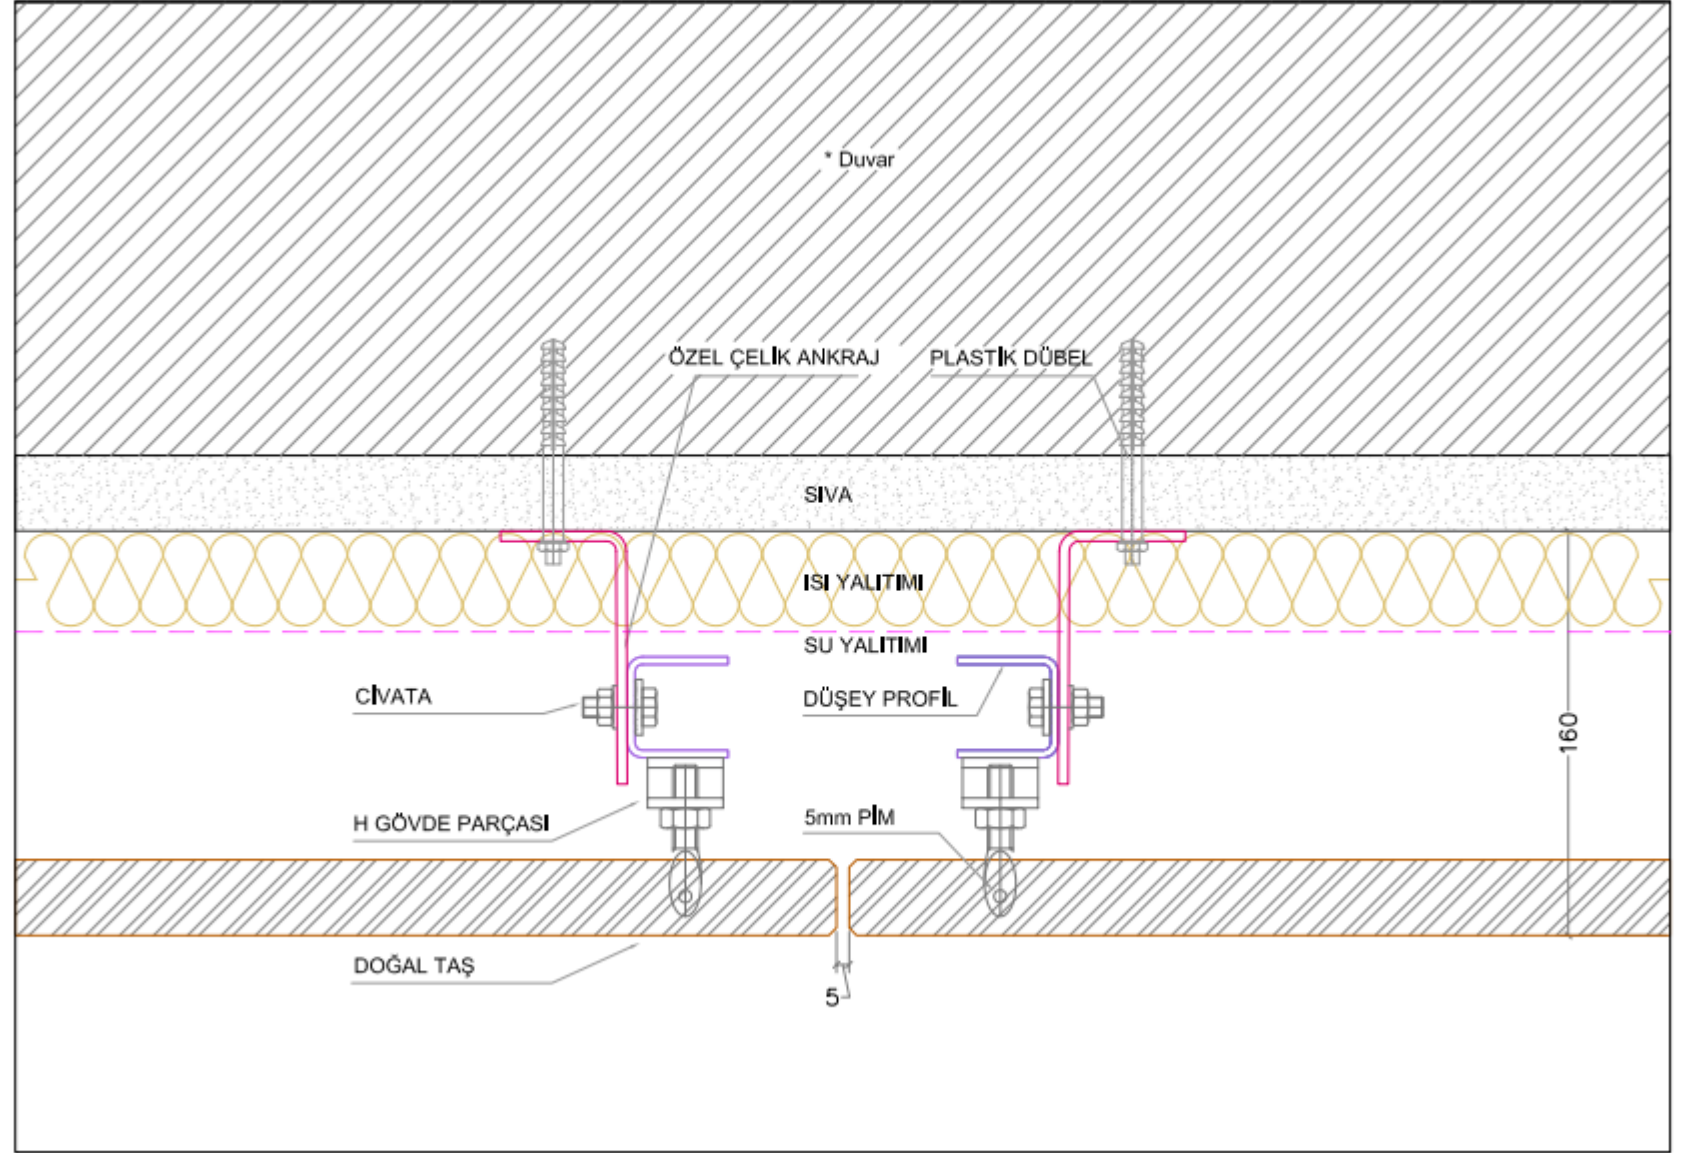 * Duvar
ÖZEL ÇELİK ANKRAJ
PLASTİK DÜBEL
SIVA
ISI YALITIMI
SU YALITIMI
CİVATA
DÜŞEY PROFİL
160
H GÖVDE PARÇASI
5mm PİM
DOĞAL TAŞ
5